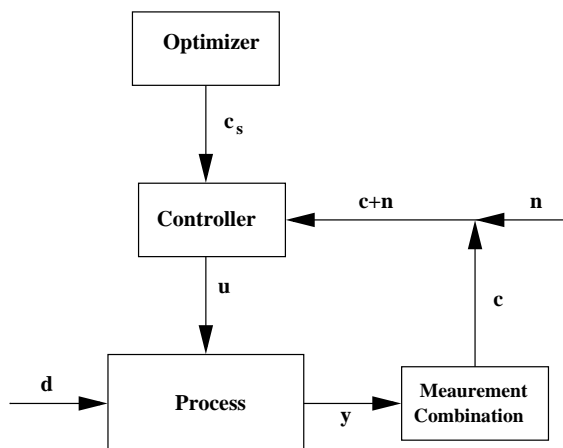 Optimizer
c s
Controller
c+n
n
u
c
d
Process
y
Meaurement
Combination